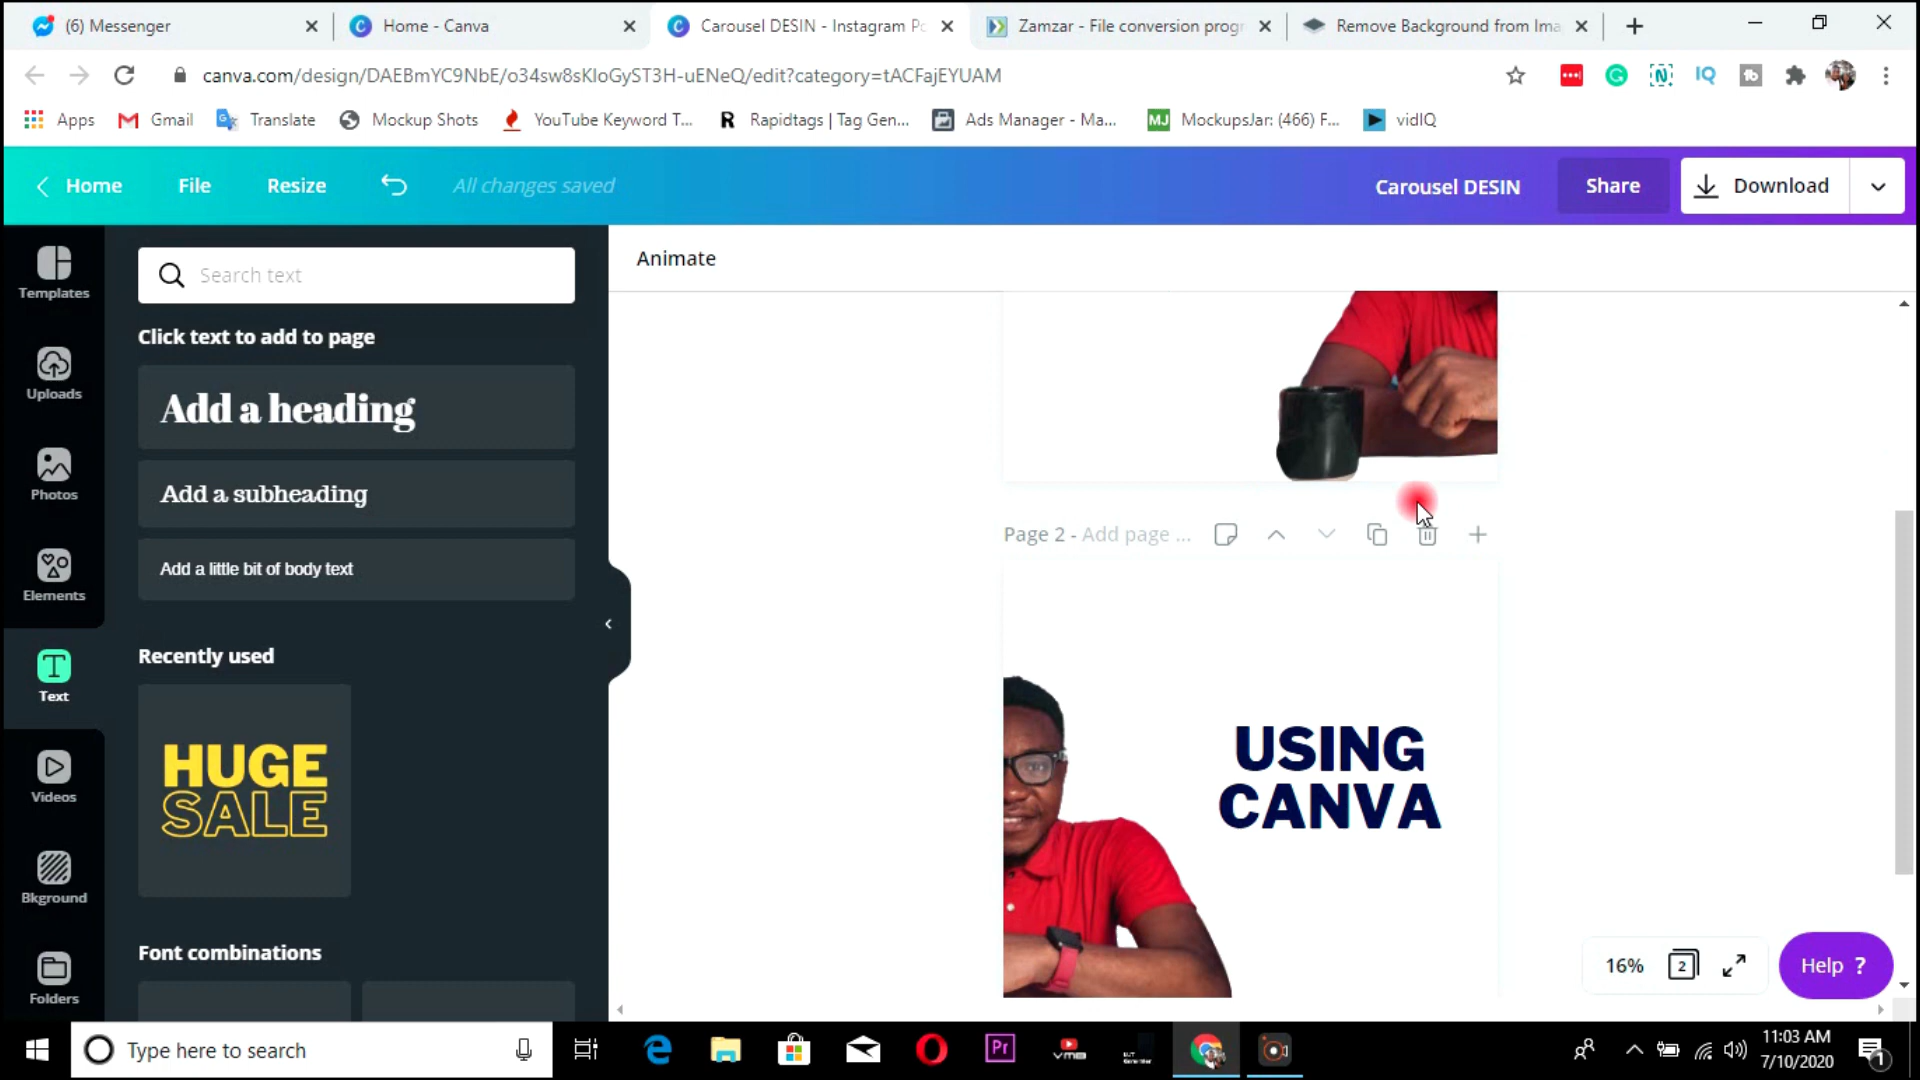 (6) Messenger
Home - Canva
Carousel DESIN - Instagram Po
Zamzar - File conversion progr
Remove Background from Ima
canva.com/design/DAEBmYC9NbE/o34sw8sKIoGyST3H-uENeQ/edit?category=tACFajEYUAM
Apps
Gmail
Translate
Mockup Shots
YouTube Keyword T...
Rapidtags | Tag Gen...
Ads Manager - Ma...
MJ
MockupsJar: (466) F...
vidIQ
Home
File
Resize
All changes saved
Carousel DESIN
Share
Download
Templates
Uploads
Photos
Elements
Text
Videos
Bkground
Folders
Search text
Click text to add to page
Add a heading
Add a subheading
Add a little bit of body text
Recently used
HUGE
SALE
Font combinations
Animate
Page 2 - Add page ...
USING
CANVA
16%
2
Help ?
Type here to search
Pr
11:03 AM
7/10/2020
1